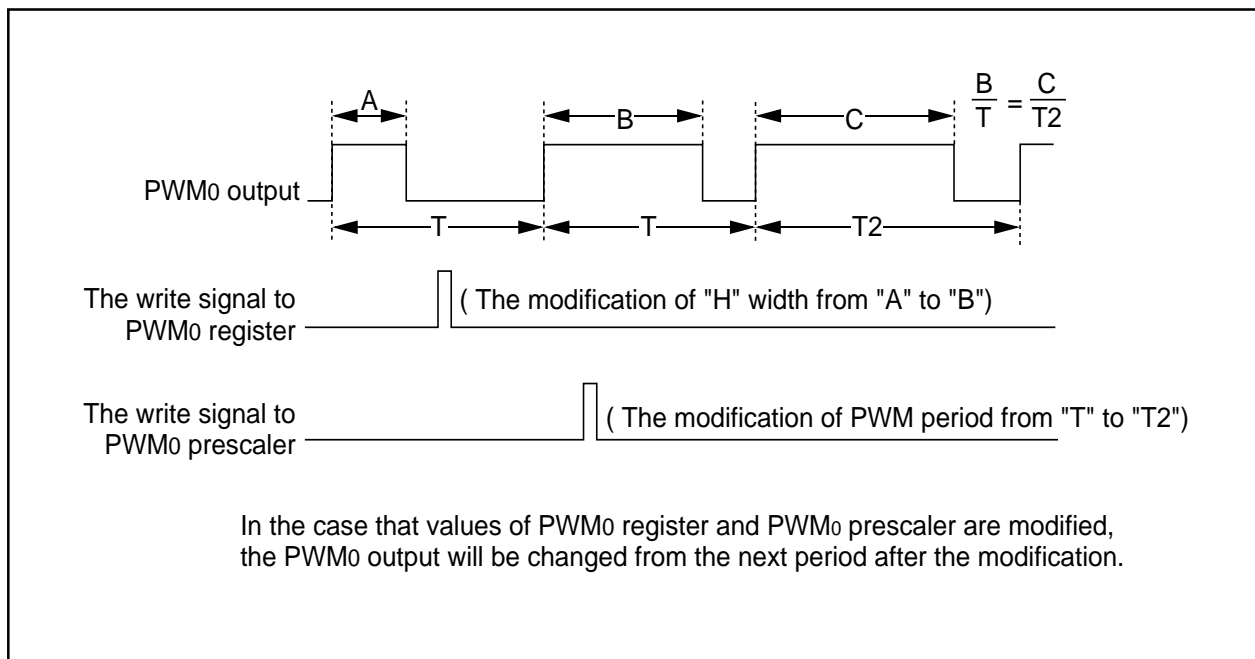 A
B
C
B/T = C/T2
PWM0 output
T
T
T2
The write signal to
PWM0 register
( The modification of "H" width from "A" to "B")
The write signal to
PWM0 prescaler
( The modification of PWM period from "T" to "T2")
In the case that values of PWM0 register and PWM0 prescaler are modified,
the PWM0 output will be changed from the next period after the modification.